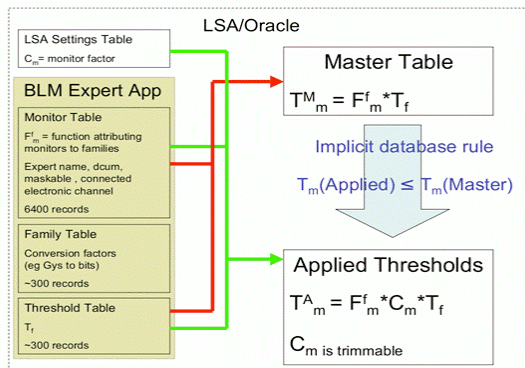 LSA/Oracle
LSA Settings Table
Cm= monitor factor
BLM Expert App
Monitor Table
Ffm = function attributing
monitors to families
Expert name, dcum,
maskable , connected
electronic channel
6400 records
Family Table
Conversion factors
(eg Gys to bits)
~300 records
Threshold Table
Tf
~300 records
Master Table
TMm = Ffm*Tf
Implicit database rule
Tm(Applied) ≤ Tm(Master)
Applied Thresholds
TAm = Ffm*Cm*Tf
Cm is trimmable